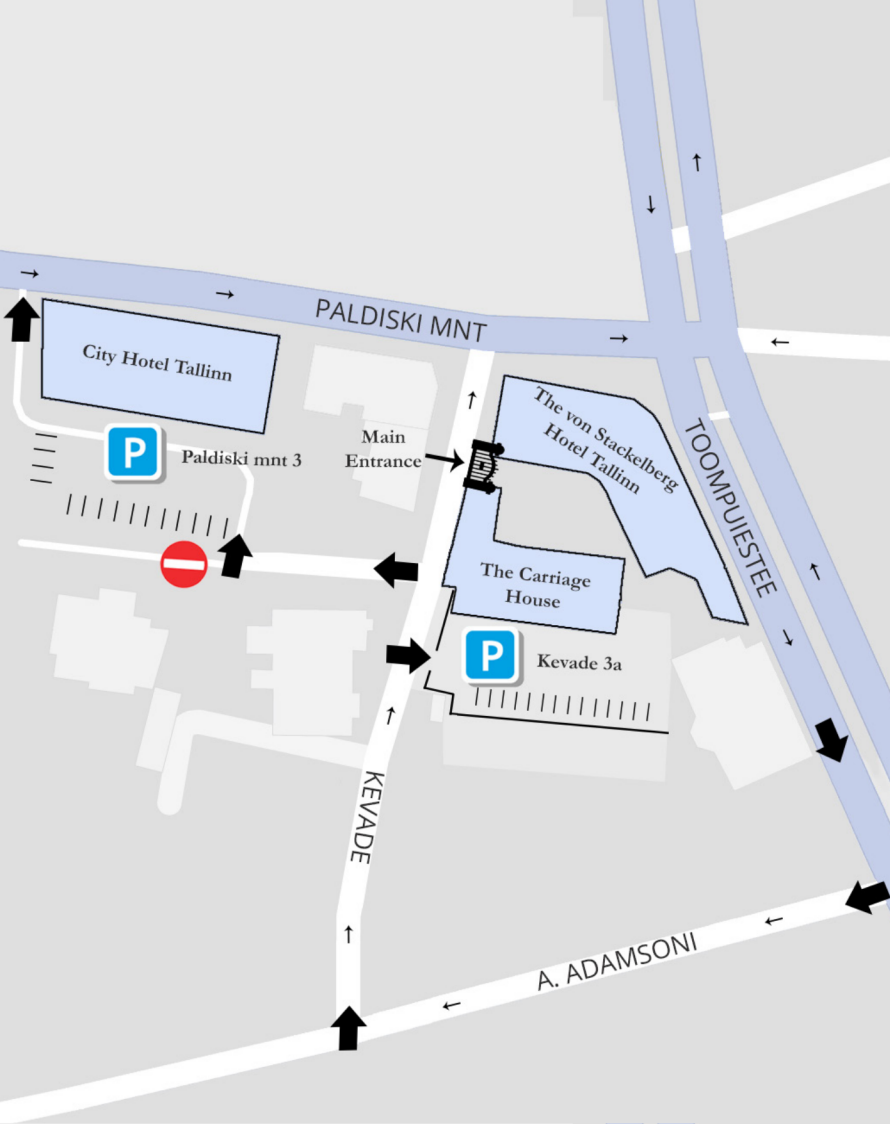 PALDISKI MNT
City Hotel Tallinn
The von Stackelberg
Hotel Tallinn
Main
Entrance
P
Paldiski mnt 3
TOOMPUIESTEE
The Carriage
House
P
Kevade 3a
KEVADE
A. ADAMSONI